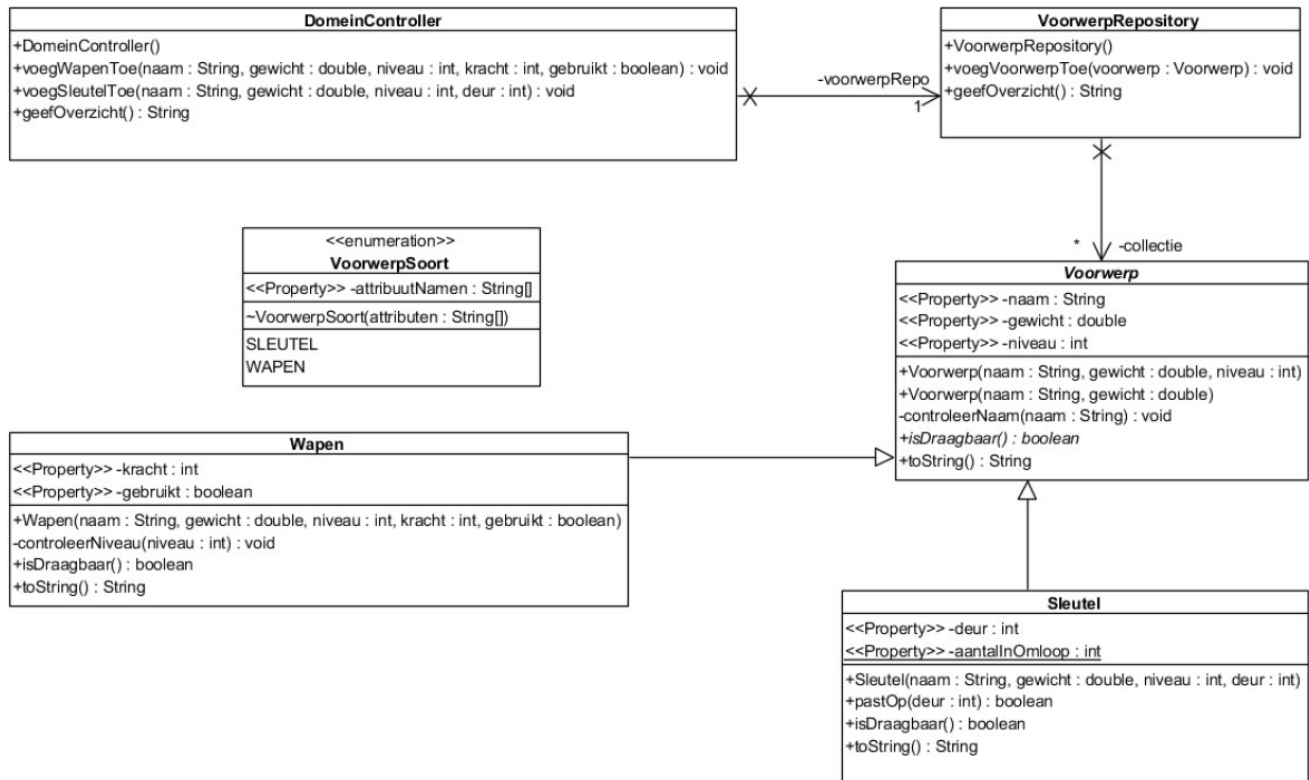 DomeinController
+DomeinController()
+voegWapenToe(naam : String, gewicht : double, niveau : int, kracht : int, gebruikt : boolean) : void
+voegSleutelToe(naam : String, gewicht : double, niveau : int, deur : int) : void
+geefOverzicht() : String
-voorwerpRepo
1
VoorwerpRepository
+VoorwerpRepository()
+voegVoorwerpToe(voorwerp : Voorwerp) : void
+geefOverzicht() : String
* -collectie
<<enumeration>>
VoorwerpSoort
<<Property>> -attribuutNamen : String[]
~VoorwerpSoort(attributen : String[])
SLEUTEL
WAPEN
Voorwerp
<<Property>> -naam : String
<<Property>> -gewicht : double
<<Property>> -niveau : int
+Voorwerp(naam : String, gewicht : double, niveau : int)
+Voorwerp(naam : String, gewicht : double)
-controleerNaam(naam : String) : void
+isDraagbaar() : boolean
+toString() : String
Wapen
<<Property>> -kracht : int
<<Property>> -gebruikt : boolean
+Wapen(naam : String, gewicht : double, niveau : int, kracht : int, gebruikt : boolean)
-controleerNiveau(niveau : int) : void
+isDraagbaar() : boolean
+toString() : String
Sleutel
<<Property>> -deur : int
<<Property>> -aantalInOmloop : int
+Sleutel(naam : String, gewicht : double, niveau : int, deur : int)
+pastOp(deur : int) : boolean
+isDraagbaar() : boolean
+toString() : String